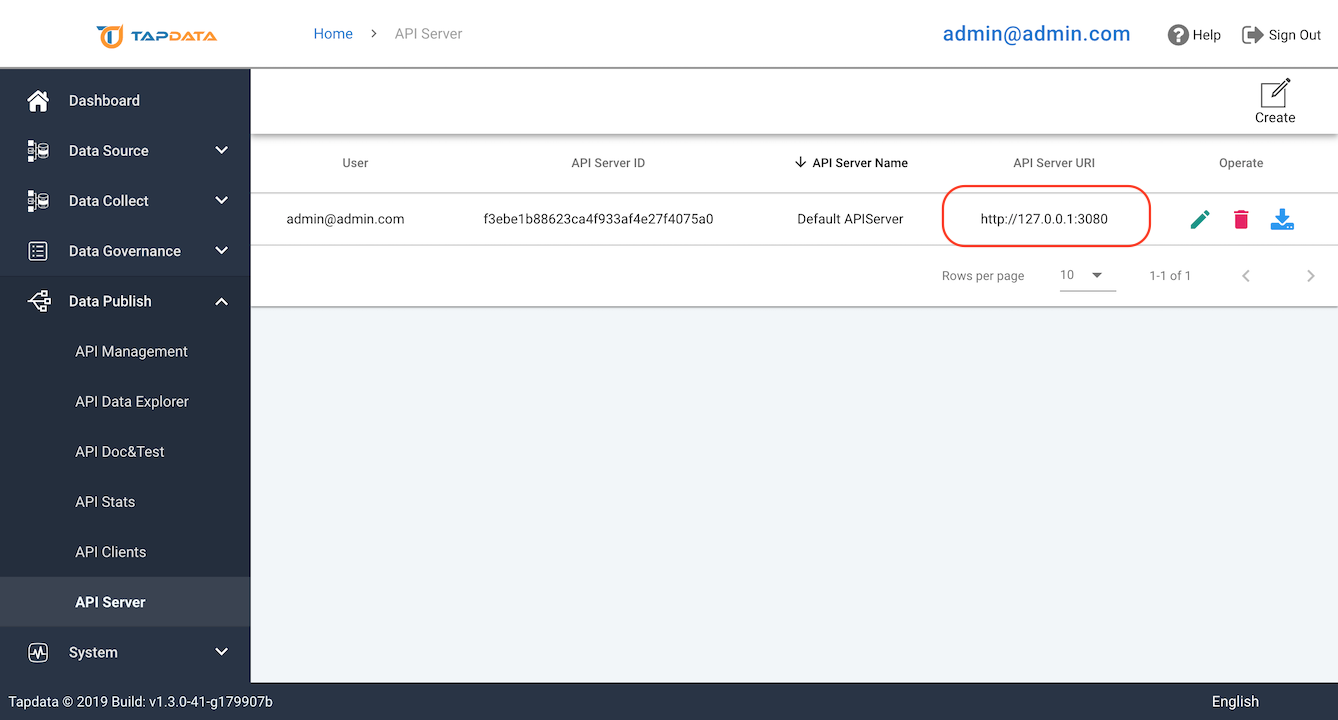 TAPDATA
Home > API Server
admin@admin.com
Help
Sign Out
Dashboard
Data Source
Data Collect
Data Governance
Data Publish
API Management
API Data Explorer
API Doc&Test
API Stats
API Clients
API Server
System
Create
User API Server ID API Server Name API Server URI Operate
admin@admin.com f3ebe1b88623ca4f933af4e27f4075a0 Default APIServer http://127.0.0.1:3080
Rows per page 10 1-1 of 1
Tapdata © 2019 Build: v1.3.0-41-g179907b
English